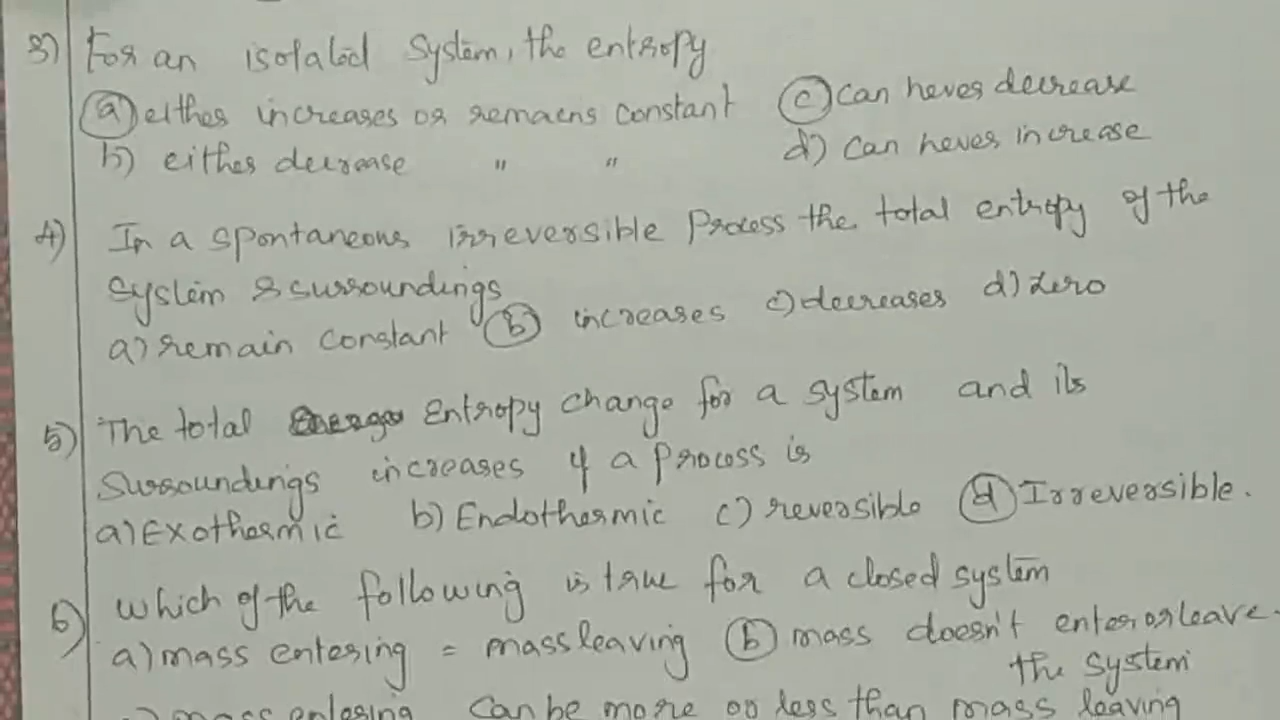 3) For an isolated System, the entropy
a) either increases or remains constant c) can never decrease
b) either decrease " " d) can never increase
4) In a spontaneous irreversible Process the total entropy of the
System & surroundings
a) remain constant b) increases c) decreases d) Zero
5) The total Entropy change for a system and its
Surroundings increases if a process is
a) Exothermic b) Endothermic c) reversible d) Irreversible.
6) which of the following is true for a closed system
a) mass entering = mass leaving b) mass doesn't enter or leave
the system
c) mass entering can be more or less than mass leaving